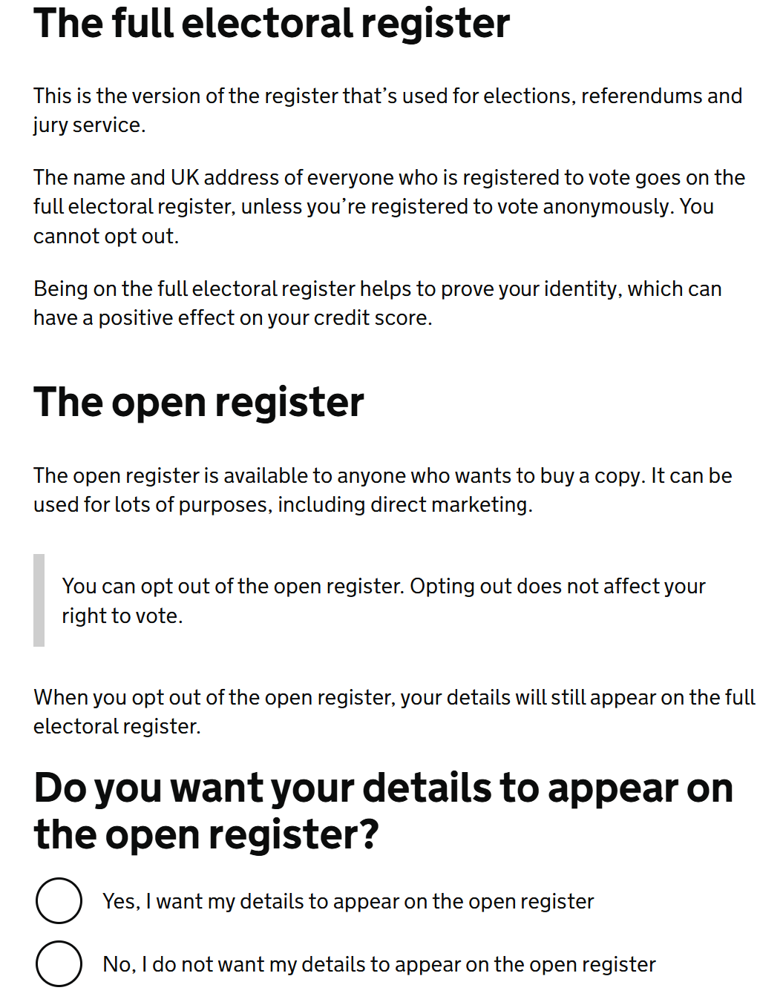 The full electoral register
This is the version of the register that’s used for elections, referendums and
jury service.
The name and UK address of everyone who is registered to vote goes on the
full electoral register, unless you’re registered to vote anonymously. You
cannot opt out.
Being on the full electoral register helps to prove your identity, which can
have a positive effect on your credit score.
The open register
The open register is available to anyone who wants to buy a copy. It can be
used for lots of purposes, including direct marketing.
You can opt out of the open register. Opting out does not affect your
right to vote.
When you opt out of the open register, your details will still appear on the full
electoral register.
Do you want your details to appear on
the open register?
Yes, I want my details to appear on the open register
No, I do not want my details to appear on the open register